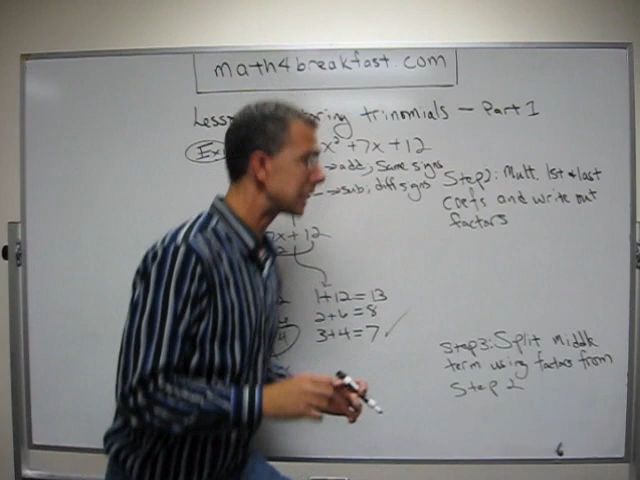 math4breakfast.com
trinomials - Part 1
Ex
x² + 7x + 12
→ add; same signs
- → sub; diff signs
Step 2: Mult. 1st & last
coefs and write out
factors
7x + 12
1+12 = 13
2+6 = 8
3+4 = 7 ✓
Step 3: Split middle
term using factors from
Step 2
6